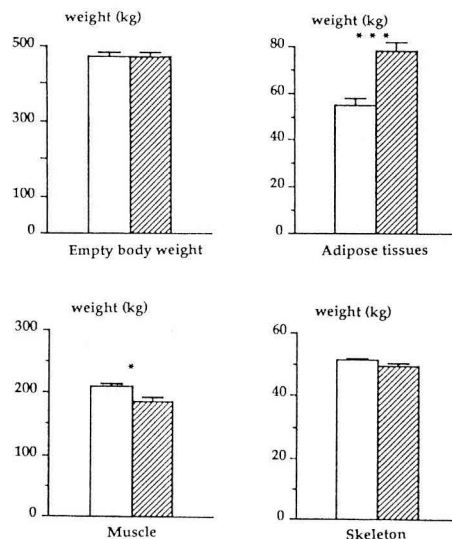 weight (kg)
500
300
100
0
Empty body weight
weight (kg)
* * *
80
60
40
20
0
Adipose tissues
weight (kg)
*
300
200
100
0
Muscle
weight (kg)
60
50
40
20
0
Skeleton